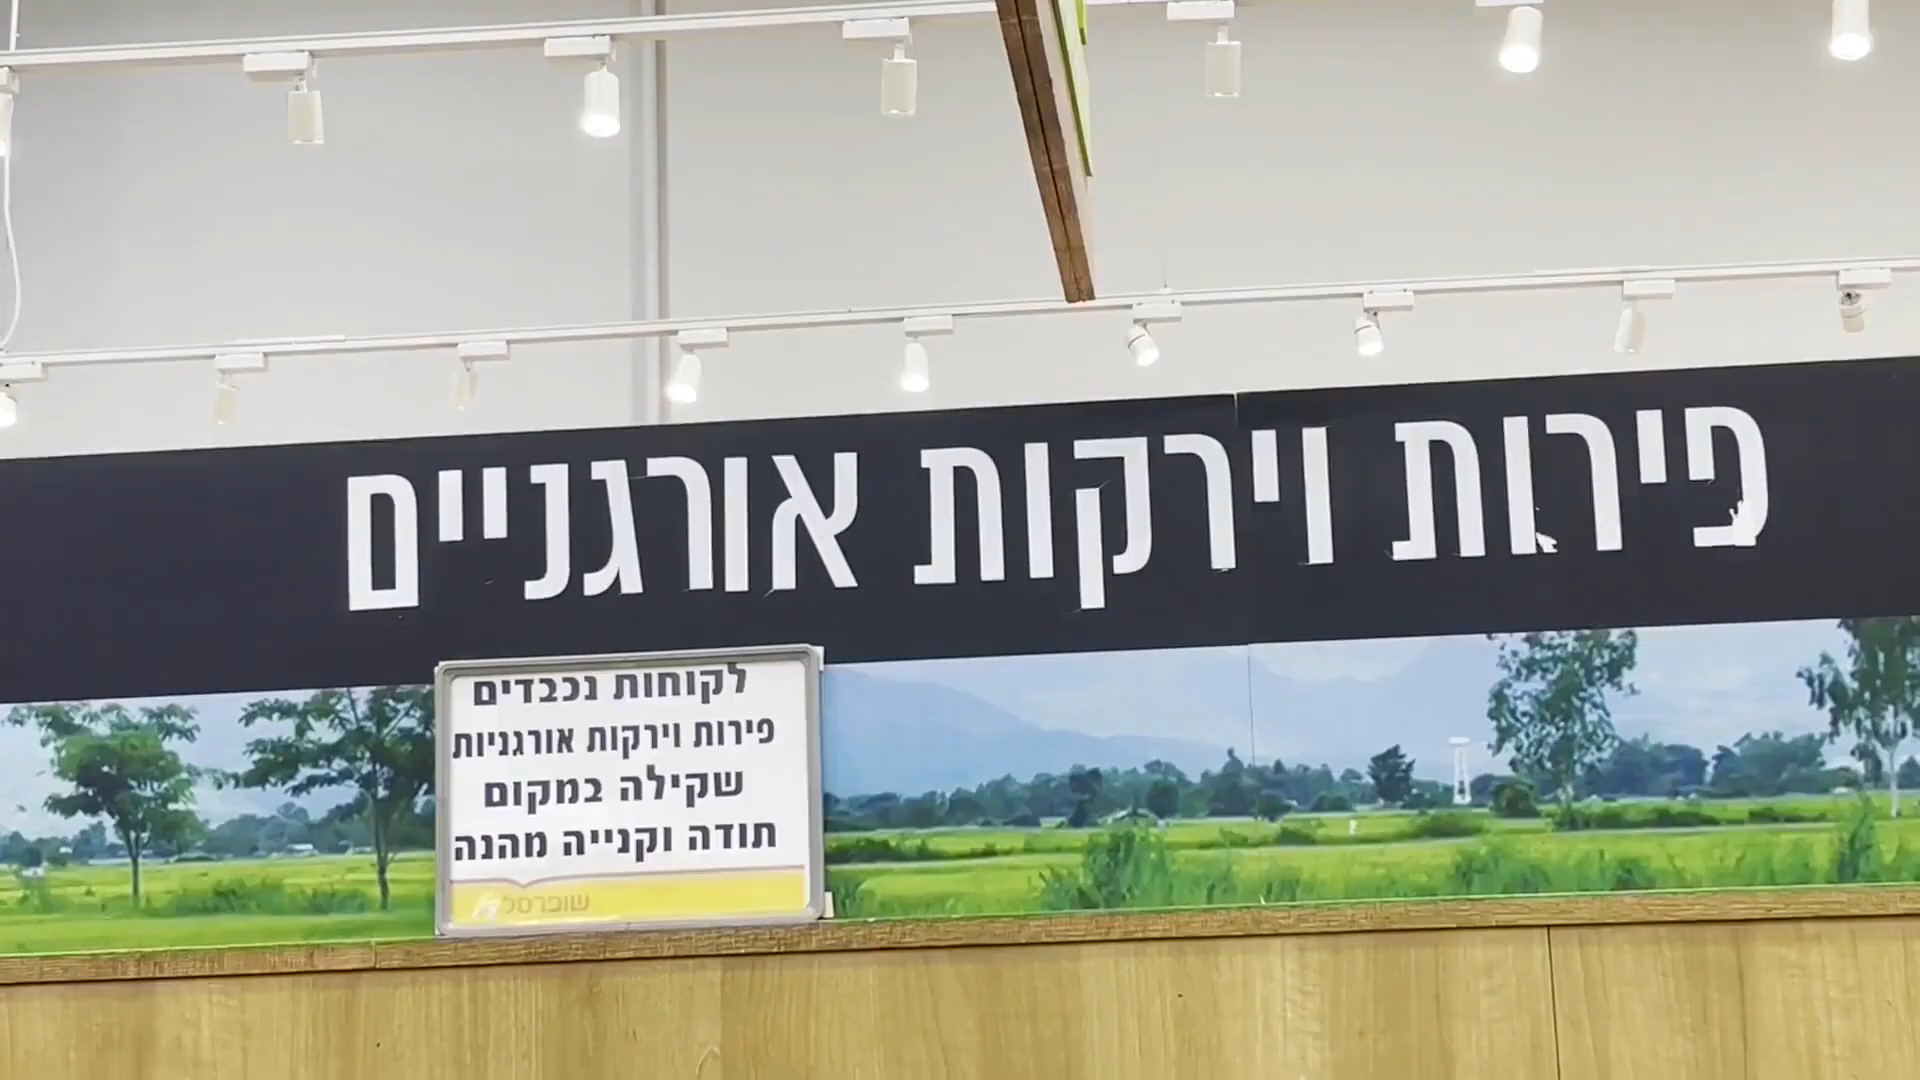 פירות וירקות אורגניים
לקוחות נכבדים
פירות וירקות אורגניות
שקילה במקום
תודה וקנייה מהנה
שופרסל